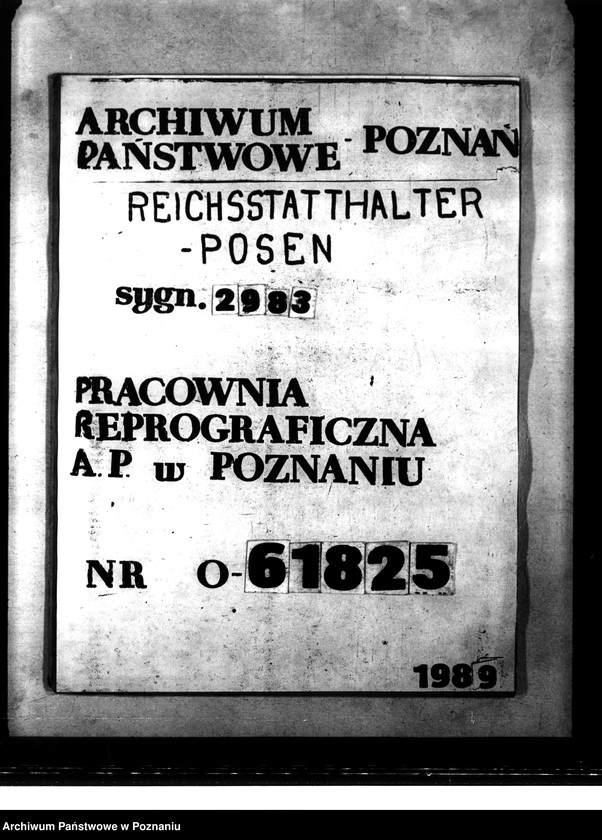 ARCHIWUM
PAŃSTWOWE - POZNAŃ
REICHSSTATTHALTER
-POSEN
sygn. 2983
PRACOWNIA
REPROGRAFICZNA
A.P. w POZNANIU
NR O-61825
1989
Archiwum Państwowe w Poznaniu